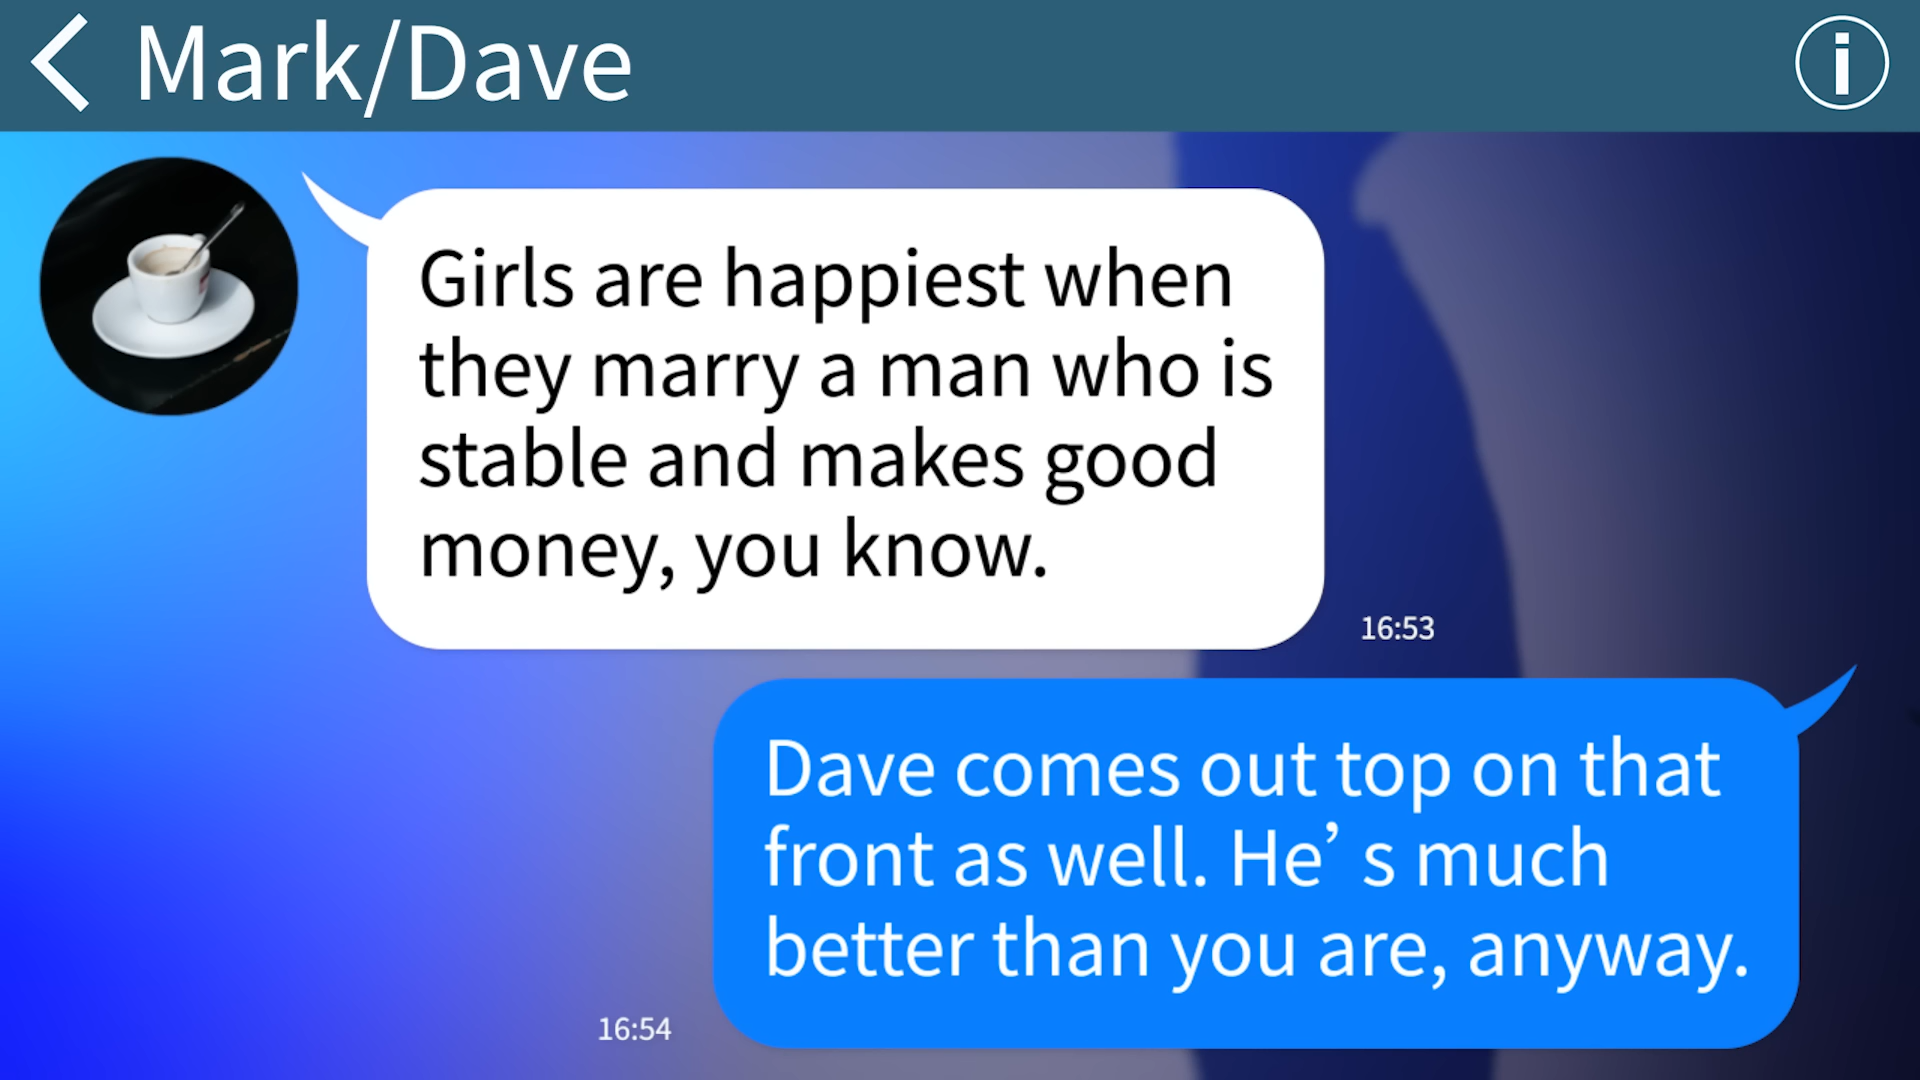 Mark/Dave
Girls are happiest when
they marry a man who is
stable and makes good
money, you know.
16:53
Dave comes out top on that
front as well. He’s much
better than you are, anyway.
16:54